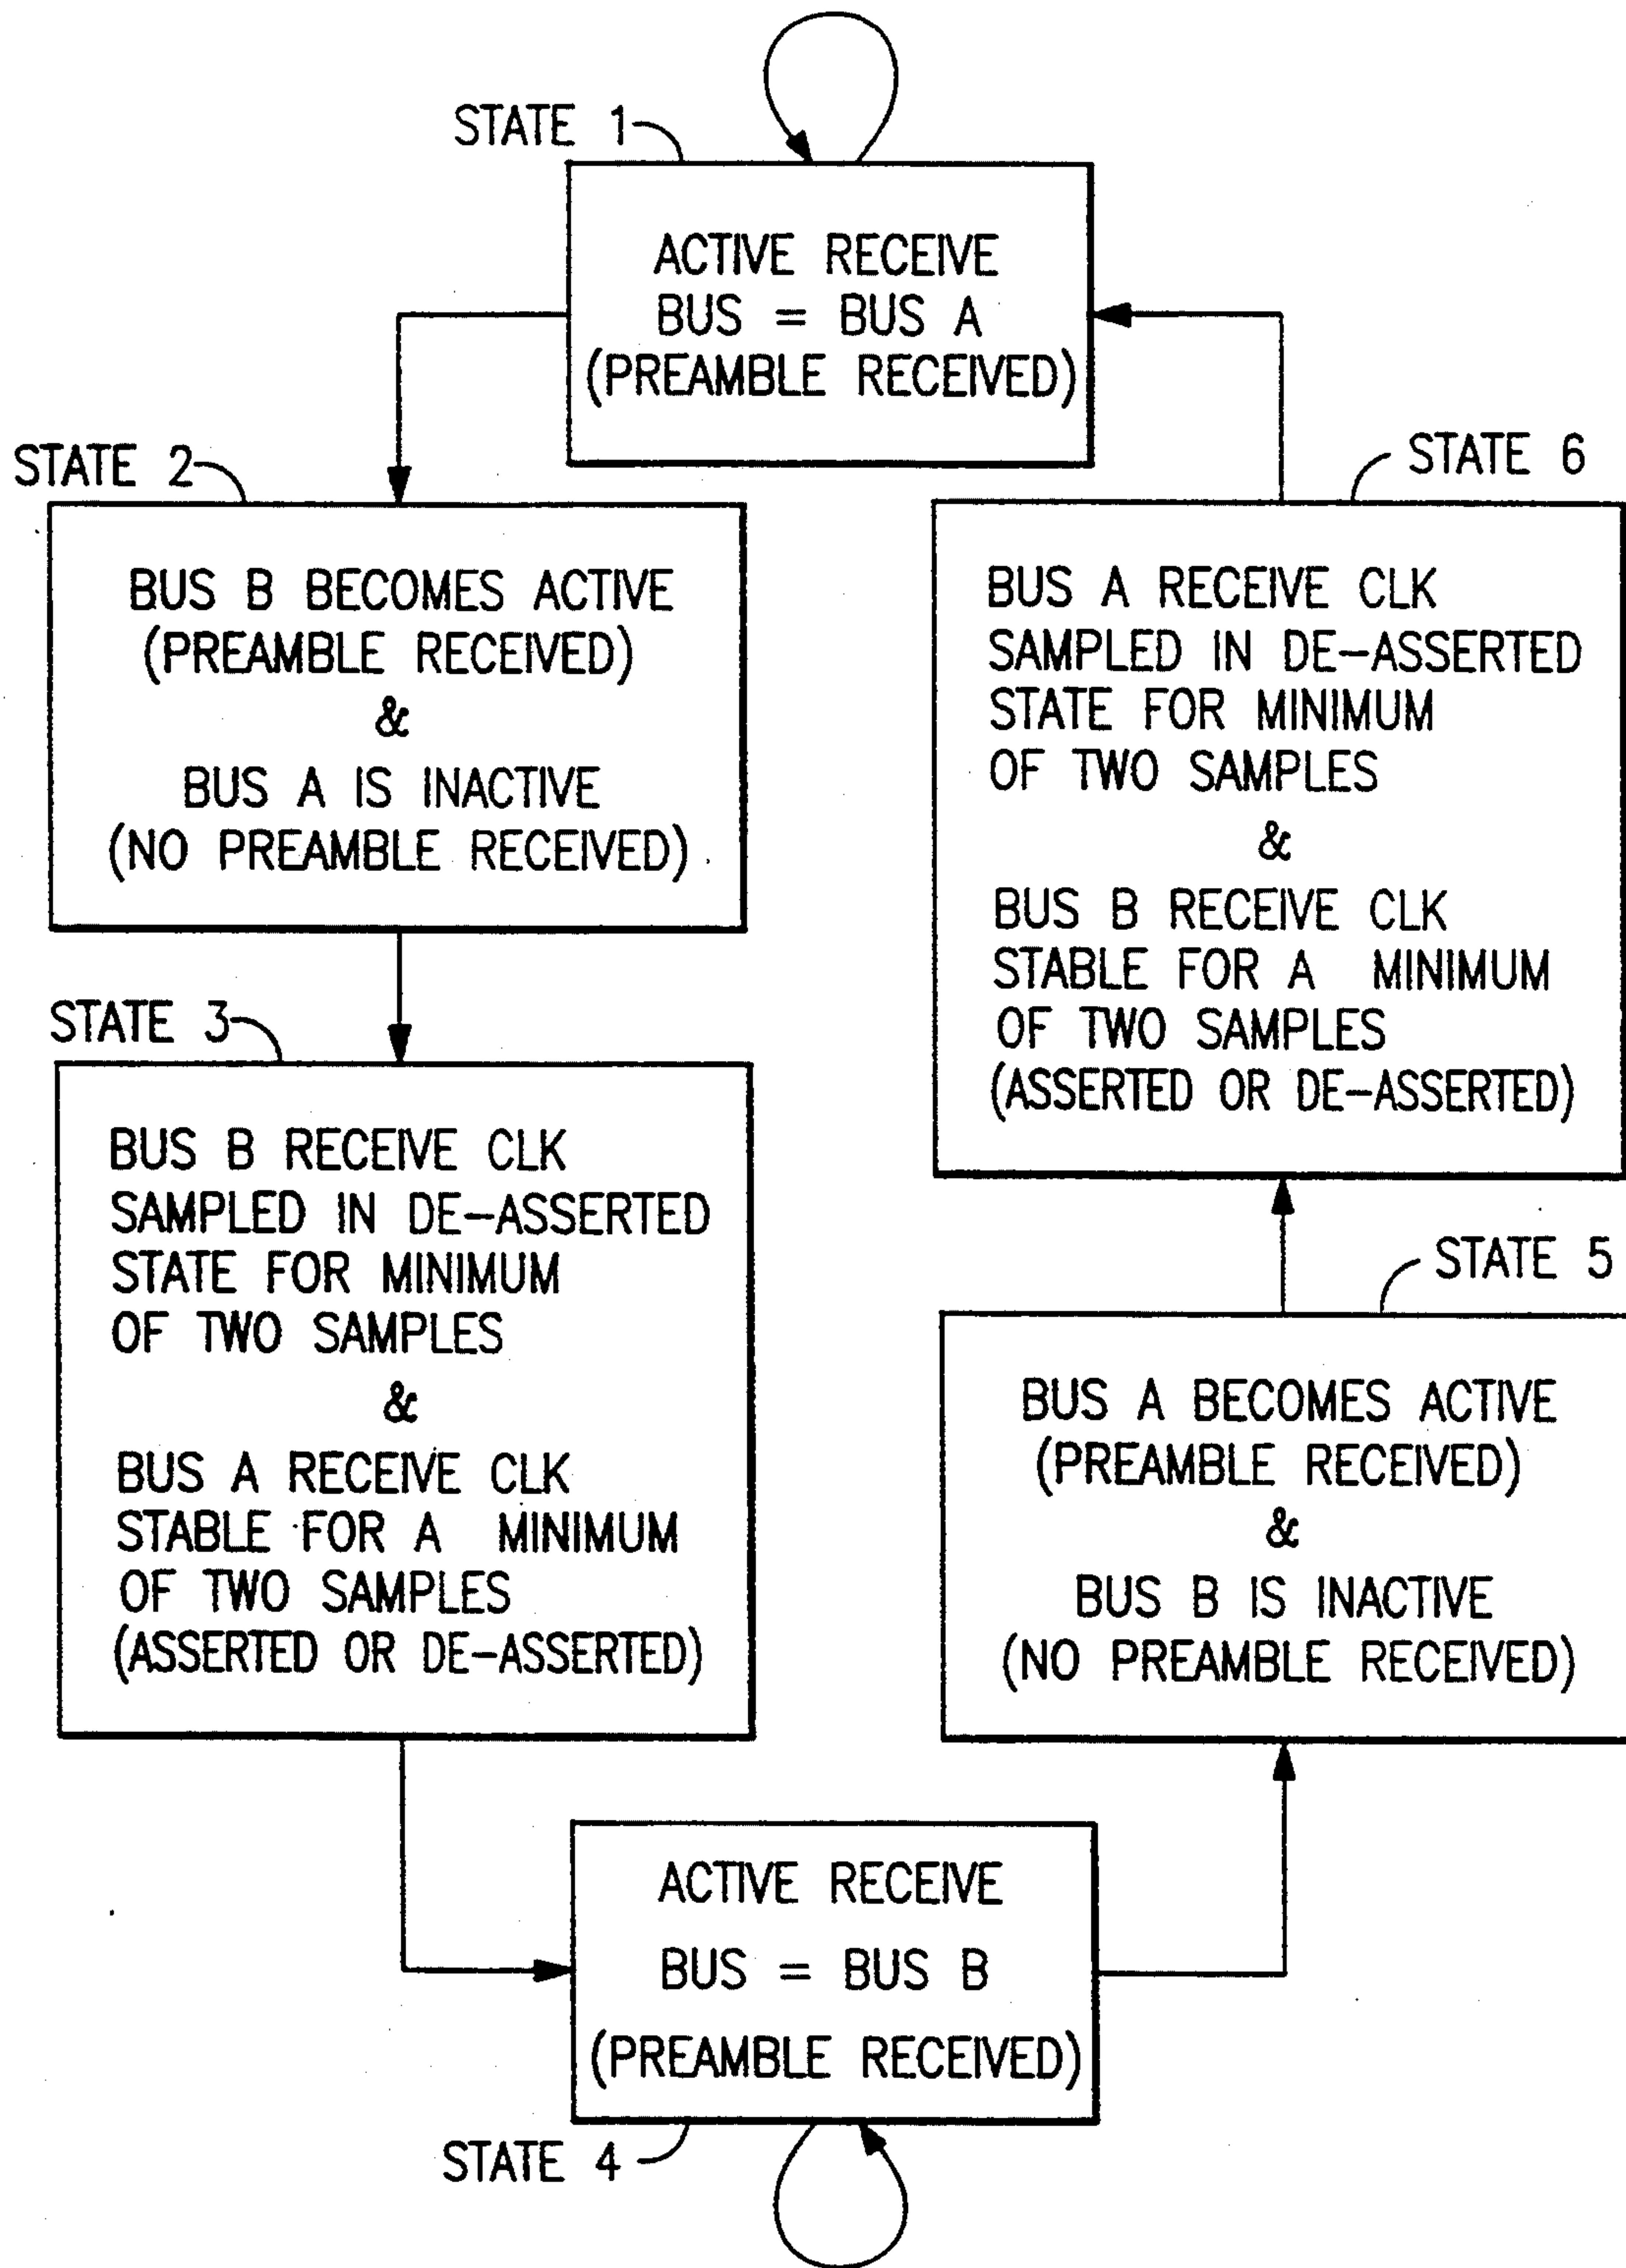 STATE 1
ACTIVE RECEIVE
BUS = BUS A
(PREAMBLE RECEIVED)
STATE 2
BUS B BECOMES ACTIVE
(PREAMBLE RECEIVED)
&
BUS A IS INACTIVE
(NO PREAMBLE RECEIVED)
STATE 3
BUS B RECEIVE CLK
SAMPLED IN DE-ASSERTED
STATE FOR MINIMUM
OF TWO SAMPLES
&
BUS A RECEIVE CLK
STABLE FOR A MINIMUM
OF TWO SAMPLES
(ASSERTED OR DE-ASSERTED)
ACTIVE RECEIVE
BUS = BUS B
(PREAMBLE RECEIVED)
STATE 4
STATE 5
BUS A BECOMES ACTIVE
(PREAMBLE RECEIVED)
&
BUS B IS INACTIVE
(NO PREAMBLE RECEIVED)
STATE 6
BUS A RECEIVE CLK
SAMPLED IN DE-ASSERTED
STATE FOR MINIMUM
OF TWO SAMPLES
&
BUS B RECEIVE CLK
STABLE FOR A MINIMUM
OF TWO SAMPLES
(ASSERTED OR DE-ASSERTED)